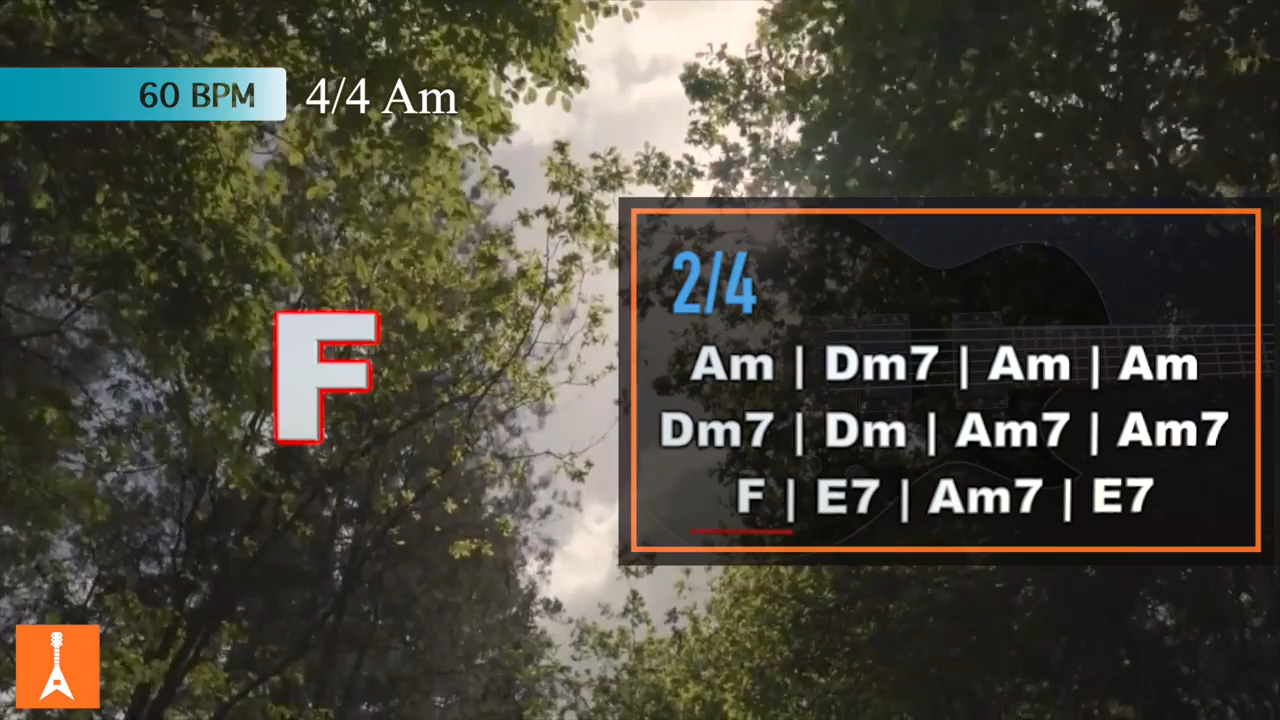 60 BPM 4/4 Am
F
2/4
Am | Dm7 | Am | Am
Dm7 | Dm | Am7 | Am7
F | E7 | Am7 | E7